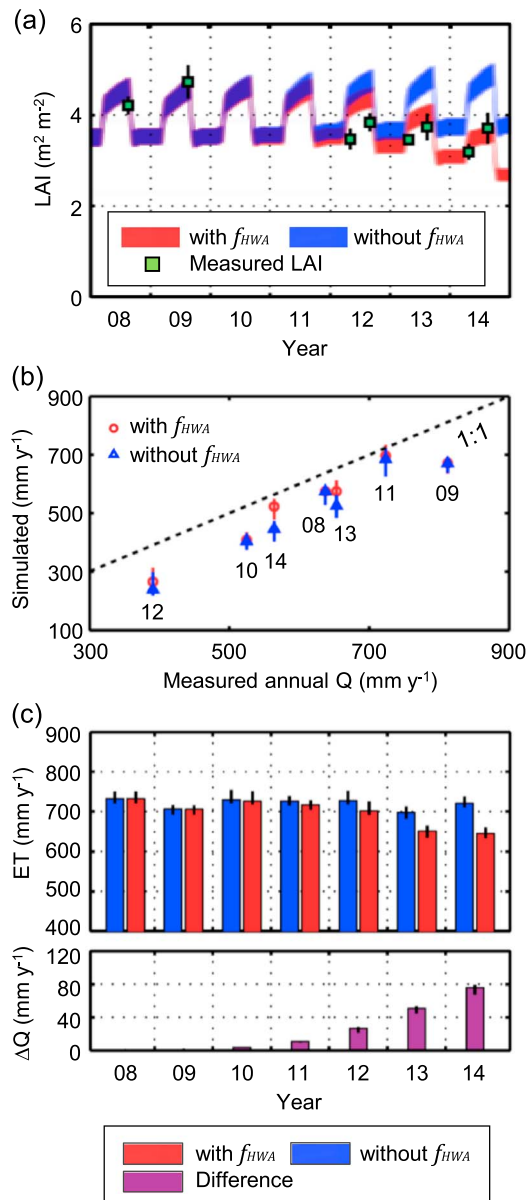 (a)
6
4
2
0
LAI (m² m⁻²)
with fHWA
without fHWA
Measured LAI
08 09 10 11 12 13 14
Year
(b)
900
700
500
300
100
Simulated (mm y⁻¹)
with fHWA
without fHWA
1:1
12
10
14
08
13
11
09
300 500 700 900
Measured annual Q (mm y⁻¹)
(c)
900
800
700
600
500
400
ET (mm y⁻¹)
120
80
40
0
ΔQ (mm y⁻¹)
08 09 10 11 12 13 14
Year
with fHWA
without fHWA
Difference